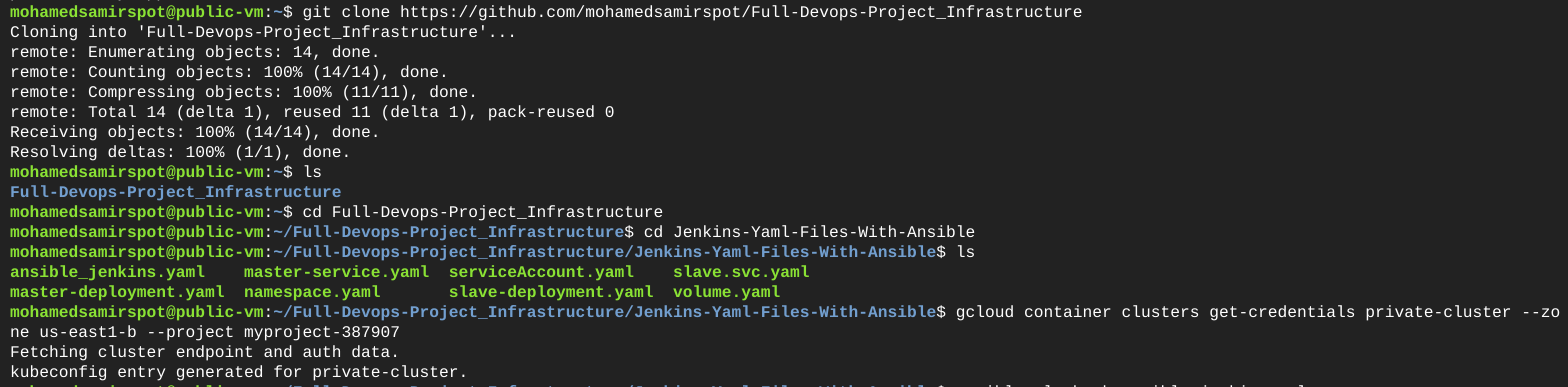 mohamedsamirspot@public-vm:~$ git clone https://github.com/mohamedsamirspot/Full-Devops-Project_Infrastructure
Cloning into 'Full-Devops-Project_Infrastructure'...
remote: Enumerating objects: 14, done.
remote: Counting objects: 100% (14/14), done.
remote: Compressing objects: 100% (11/11), done.
remote: Total 14 (delta 1), reused 11 (delta 1), pack-reused 0
Receiving objects: 100% (14/14), done.
Resolving deltas: 100% (1/1), done.
mohamedsamirspot@public-vm:~$ ls
Full-Devops-Project_Infrastructure
mohamedsamirspot@public-vm:~$ cd Full-Devops-Project_Infrastructure
mohamedsamirspot@public-vm:~/Full-Devops-Project_Infrastructure$ cd Jenkins-Yaml-Files-With-Ansible
mohamedsamirspot@public-vm:~/Full-Devops-Project_Infrastructure/Jenkins-Yaml-Files-With-Ansible$ ls
ansible_jenkins.yaml    master-service.yaml  serviceAccount.yaml    slave.svc.yaml
master-deployment.yaml  namespace.yaml       slave-deployment.yaml  volume.yaml
mohamedsamirspot@public-vm:~/Full-Devops-Project_Infrastructure/Jenkins-Yaml-Files-With-Ansible$ gcloud container clusters get-credentials private-cluster --zo
ne us-east1-b --project myproject-387907
Fetching cluster endpoint and auth data.
kubeconfig entry generated for private-cluster.